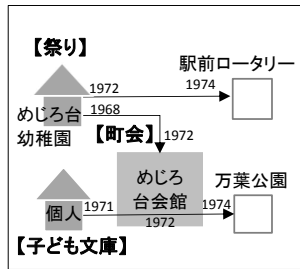 【祭り】
駅前ロータリー
1972
1974
1968
めじろ台
幼稚園
【町会】
1972
めじろ
台会館
万葉公園
個人
1971
1974
1972
【子ども文庫】